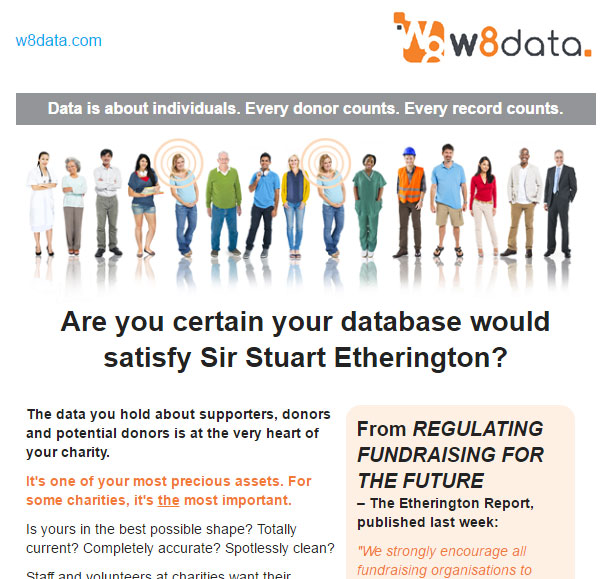 w8data.com
W8 w8data.
Data is about individuals. Every donor counts. Every record counts.
Are you certain your database would
satisfy Sir Stuart Etherington?
The data you hold about supporters, donors
and potential donors is at the very heart of
your charity.
It's one of your most precious assets. For
some charities, it's the most important.
Is yours in the best possible shape? Totally
current? Completely accurate? Spotlessly clean?
Staff and volunteers at charities want their
From REGULATING
FUNDRAISING FOR
THE FUTURE
– The Etherington Report,
published last week:
"We strongly encourage all
fundraising organisations to